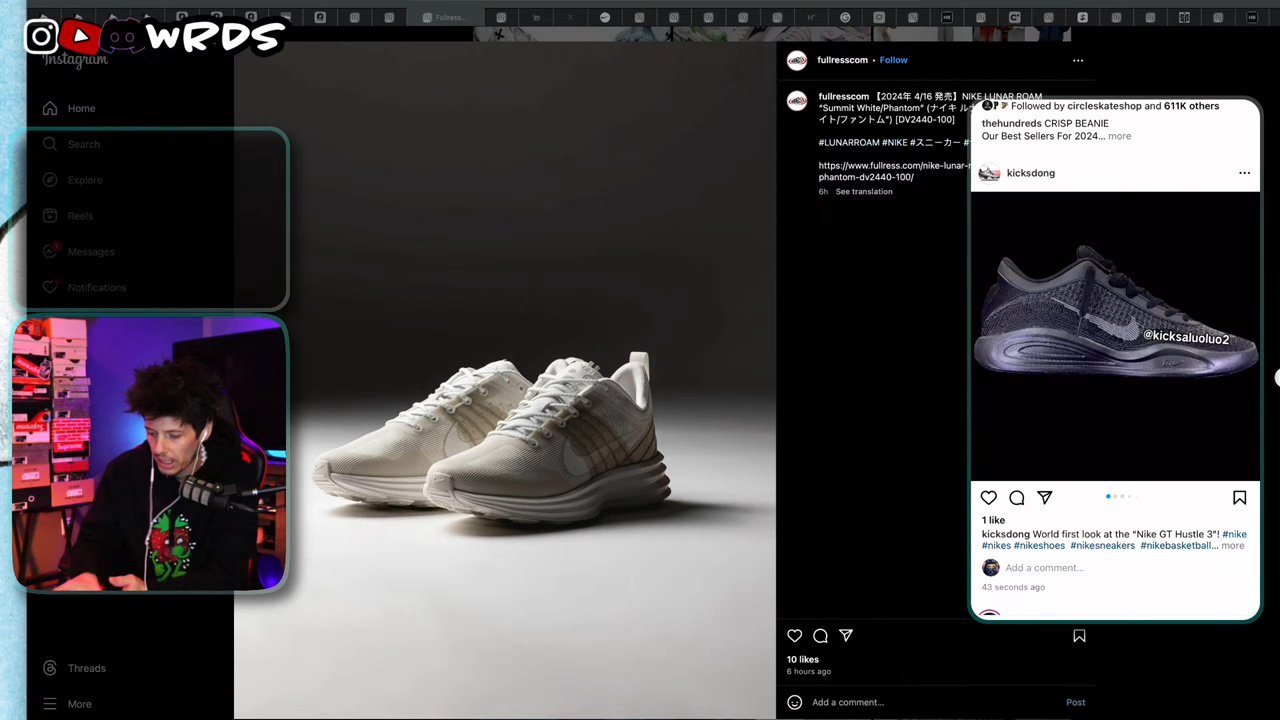 WRDS
Fullress...
Instagram
Home
Search
Explore
Reels
Messages
Notifications
Threads
More
Supreme
fullresscom • Follow
fullresscom 【2024年 4/16 発売】NIKE LUNAR ROAM
"Summit White/Phantom" (ナイキ ル
イト/ファントム") [DV2440-100]
#LUNARROAM #NIKE #スニーカー
https://www.fullress.com/nike-lunar-
phantom-dv2440-100/
6h See translation
10 likes
6 hours ago
Add a comment...
Post
Followed by circleskateshop and 611K others
thehundreds CRISP BEANIE
Our Best Sellers For 2024... more
kicksdong
@kicksaluoluo2
1 like
kicksdong World first look at the "Nike GT Hustle 3"! #nike
#nikes #nikeshoes #nikesneakers #nikebasketball... more
Add a comment...
43 seconds ago